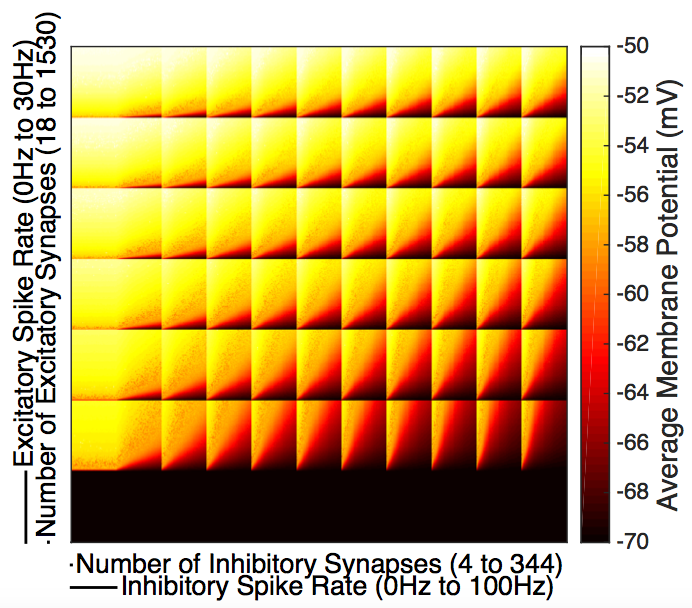 Excitatory Spike Rate (0Hz to 30Hz)
·Number of Excitatory Synapses (18 to 1530)
-50
-52
-54
-56
-58
-60
-62
-64
-66
-68
-70
Average Membrane Potential (mV)
·Number of Inhibitory Synapses (4 to 344)
Inhibitory Spike Rate (0Hz to 100Hz)